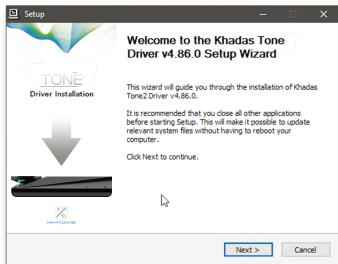 Setup
Welcome to the Khadas Tone
Driver v4.86.0 Setup Wizard
TONE
Driver Installation
This wizard will guide you through the installation of Khadas
Tone2 Driver v4.86.0.
It is recommended that you close all other applications
before starting Setup. This will make it possible to update
relevant system files without having to reboot your
computer.
Click Next to continue.
KHADAS
Next >
Cancel